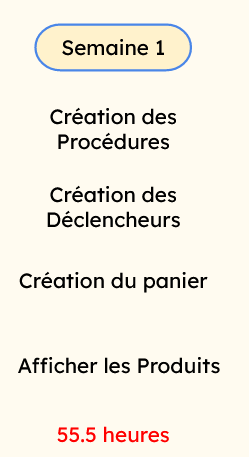 Semaine 1
Création des
Procédures
Création des
Déclencheurs
Création du panier
Afficher les Produits
55.5 heures